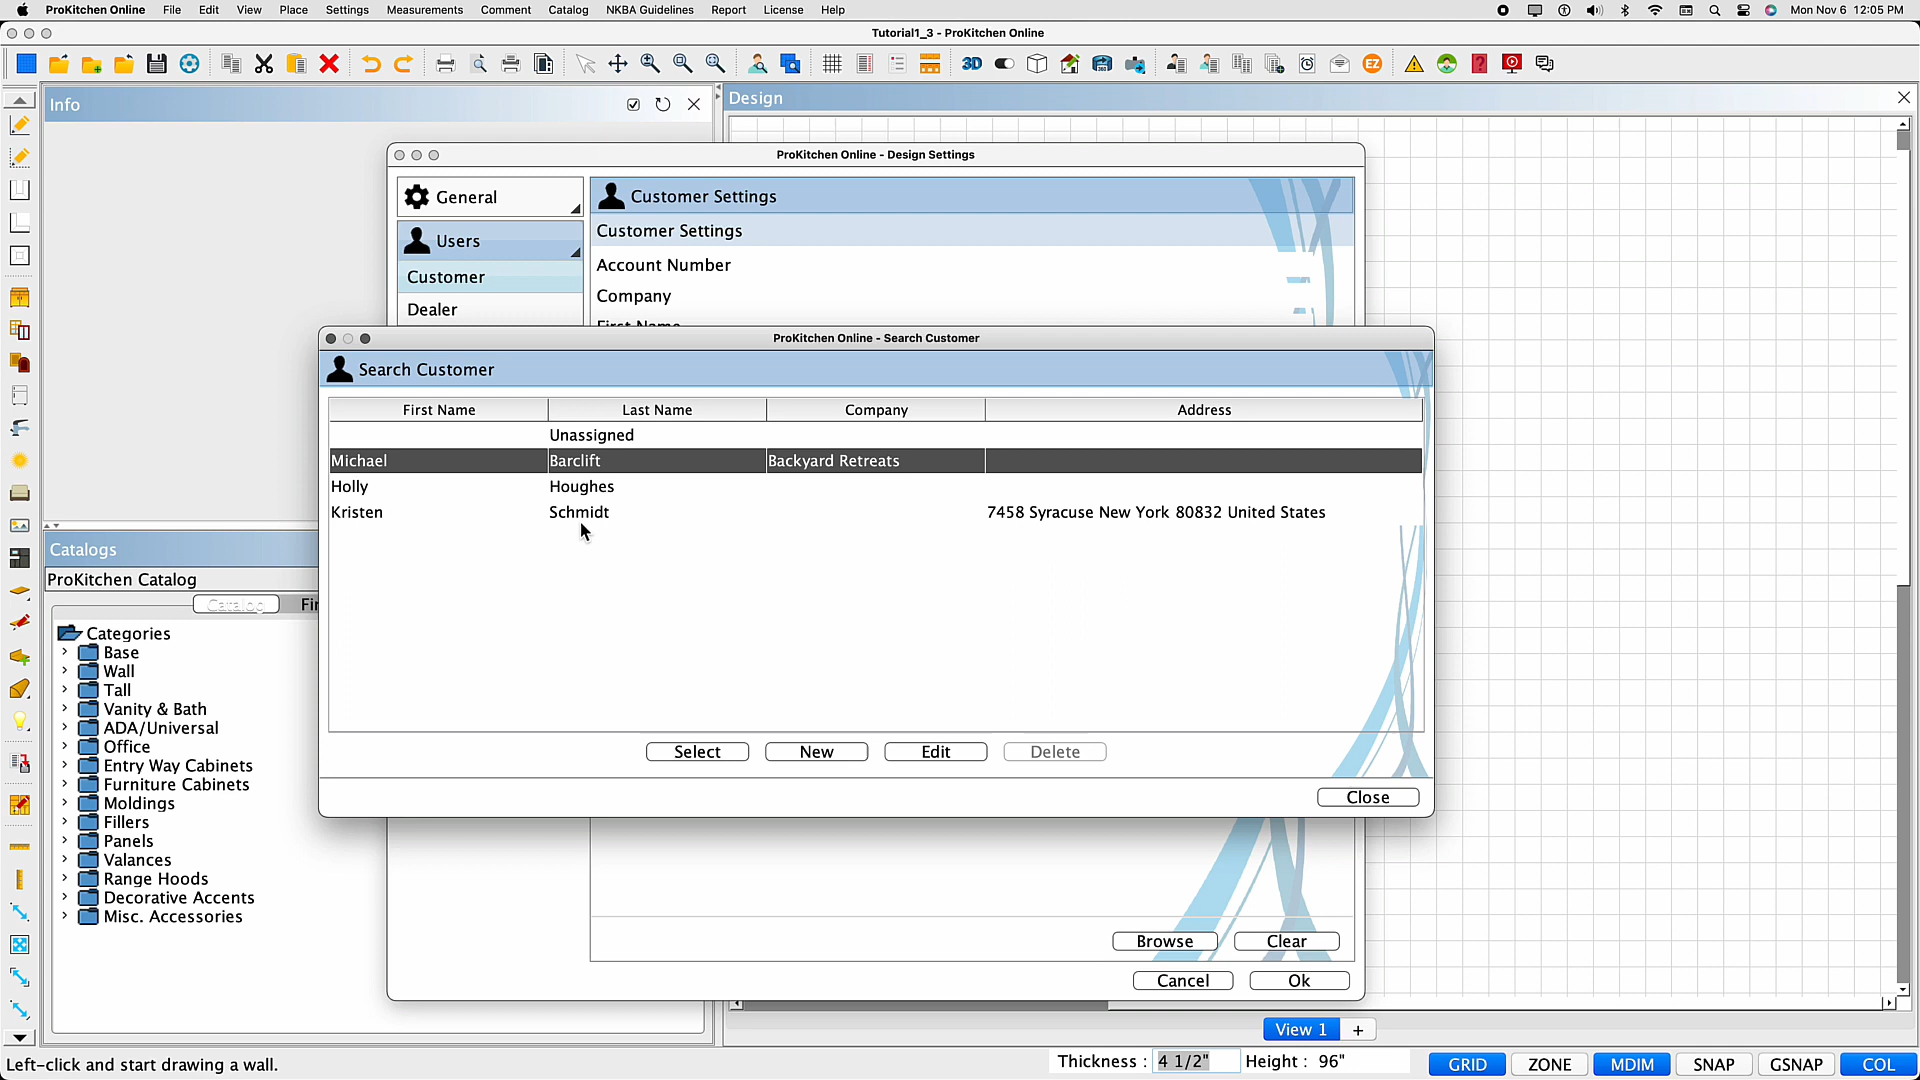 ProKitchen Online File Edit View Place Settings Measurements Comment Catalog NKBA Guidelines Report License Help Mon Nov 6 12:05 PM
Tutorial1_3 - ProKitchen Online
3D 360 EZ
Info
Design
ProKitchen Online - Design Settings
General
Customer Settings
Users
Customer Settings
Customer
Account Number
Dealer
Company
ProKitchen Online - Search Customer
Search Customer
First Name Last Name Company Address
Unassigned
Michael Barclift Backyard Retreats
Holly Houghes
Kristen Schmidt 7458 Syracuse New York 80832 United States
Select New Edit Delete
Close
Catalogs
ProKitchen Catalog
Catalog
Categories
Base
Wall
Tall
Vanity & Bath
ADA/Universal
Office
Entry Way Cabinets
Furniture Cabinets
Moldings
Fillers
Panels
Valances
Range Hoods
Decorative Accents
Misc. Accessories
Browse Clear
Cancel Ok
View 1 +
Left-click and start drawing a wall.
Thickness : 4 1/2" Height : 96"
GRID ZONE MDIM SNAP GSNAP COL